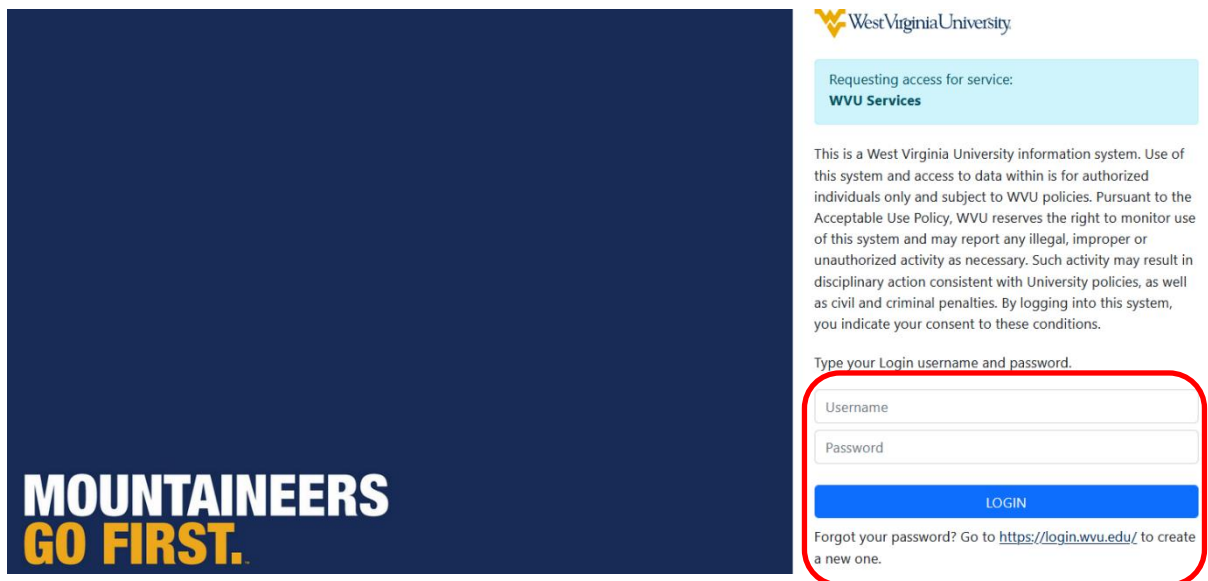 West Virginia University.
Requesting access for service:
WVU Services
This is a West Virginia University information system. Use of
this system and access to data within is for authorized
individuals only and subject to WVU policies. Pursuant to the
Acceptable Use Policy, WVU reserves the right to monitor use
of this system and may report any illegal, improper or
unauthorized activity as necessary. Such activity may result in
disciplinary action consistent with University policies, as well
as civil and criminal penalties. By logging into this system,
you indicate your consent to these conditions.
Type your Login username and password.
Username
Password
LOGIN
Forgot your password? Go to https://login.wvu.edu/ to create
a new one.
MOUNTAINEERS
GO FIRST.